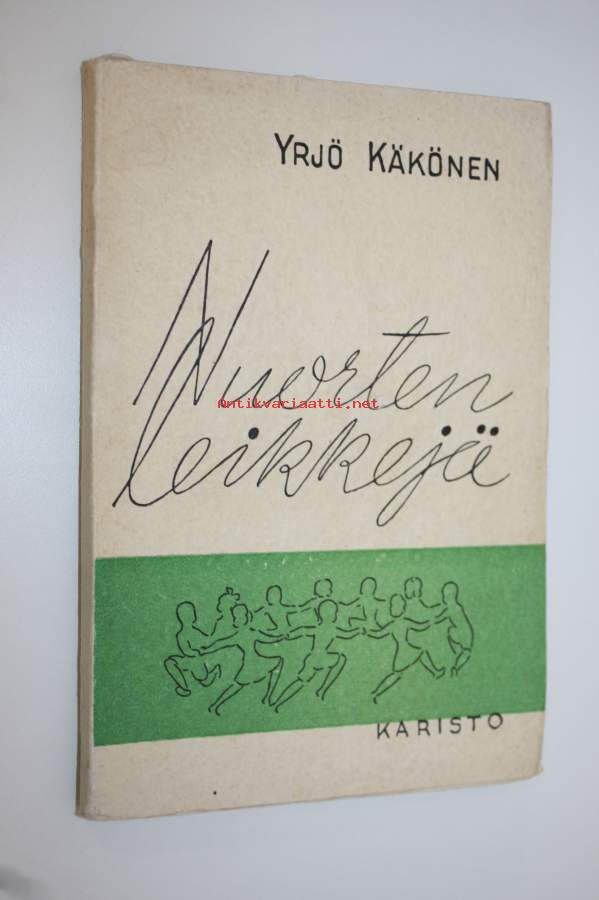 YRJÖ KÄKÖNEN
Nuorten
Antikvariaatti.net
leikkejä
KARISTO